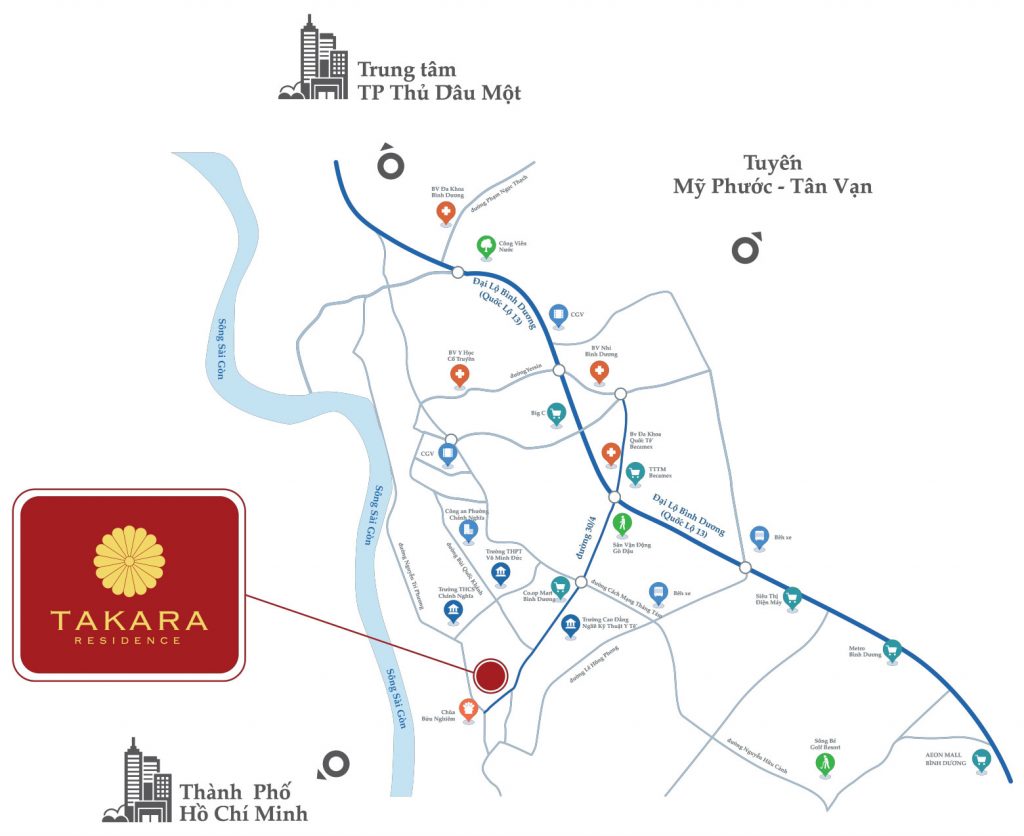 Trung tâm
TP Thủ Dầu Một
Tuyến
Mỹ Phước - Tân Vạn
BV Đa Khoa
Bình Dương
đường Phạm Ngọc Thạch
Công Viên
Nước
Đại Lộ Bình Dương
(Quốc Lộ 13)
CGV
Sông Sài Gòn
BV Y Học
Cổ Truyền
đường Yersin
BV Nhi
Bình Dương
Big C
Bv Đa Khoa
Quốc Tế
Becamex
CGV
TTTM
Becamex
Sông Sài Gòn
Công an Phường
Chánh Nghĩa
đường 30/4
Đại Lộ Bình Dương
(Quốc Lộ 13)
Sân Vận Động
Gò Đậu
Bến xe
Trường THPT
Võ Minh Đức
đường Bùi Quốc Khánh
đường Nguyễn Tri Phương
Trường THCS
Chánh Nghĩa
Co.op Mart
Bình Dương
đường Cách Mạng Tháng Tám
Bến xe
Siêu Thị
Điện Máy
TAKARA
RESIDENCE
Trường Cao Đẳng
Nghề Kỹ Thuật Y Tế
đường Lê Hồng Phong
Metro
Bình Dương
Sông Sài Gòn
Chùa
Bửu Nghiêm
đường Nguyễn Hữu Cảnh
Sông Bé
Golf Resort
AEON MALL
BÌNH DƯƠNG
Thành Phố
Hồ Chí Minh